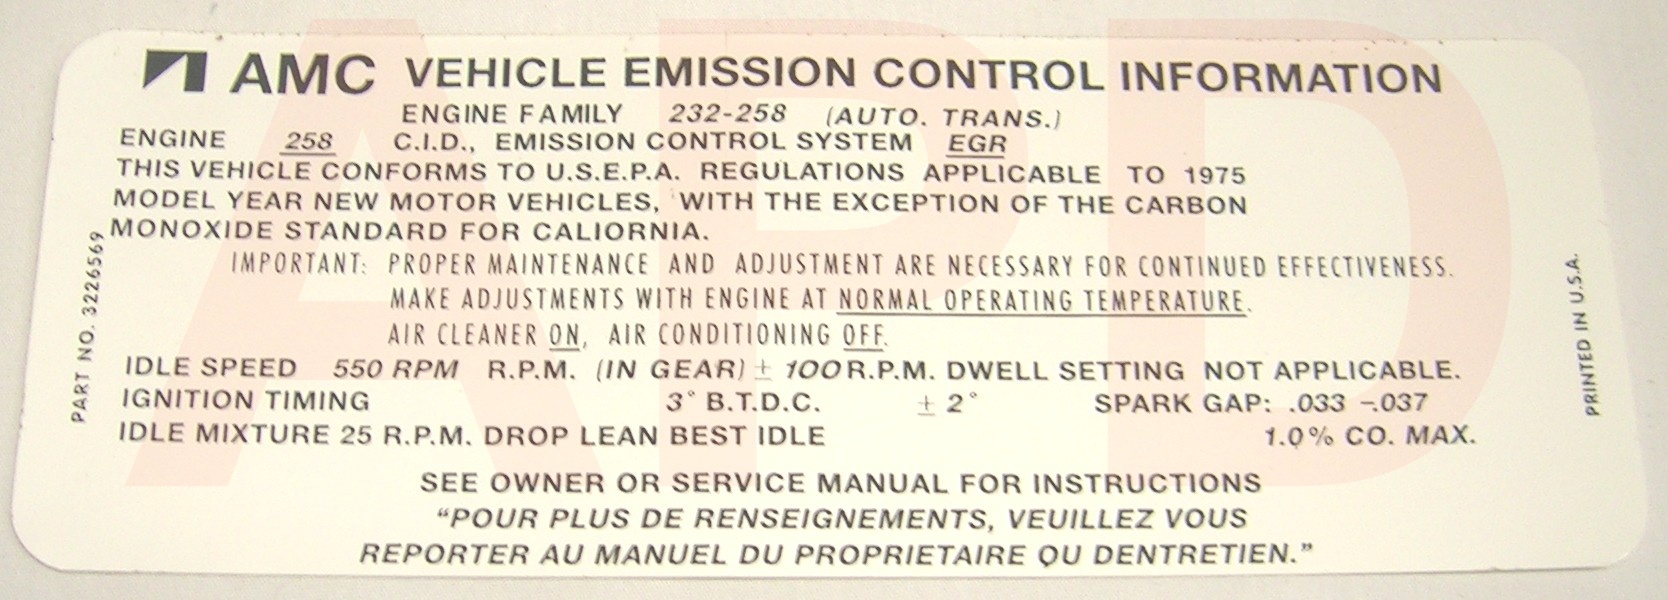 AMC VEHICLE EMISSION CONTROL INFORMATION
ENGINE FAMILY 232-258 (AUTO. TRANS.)
ENGINE 258 C.I.D., EMISSION CONTROL SYSTEM EGR
THIS VEHICLE CONFORMS TO U.S.E.P.A. REGULATIONS APPLICABLE TO 1975
MODEL YEAR NEW MOTOR VEHICLES, WITH THE EXCEPTION OF THE CARBON
MONOXIDE STANDARD FOR CALIORNIA.
IMPORTANT: PROPER MAINTENANCE AND ADJUSTMENT ARE NECESSARY FOR CONTINUED EFFECTIVENESS.
MAKE ADJUSTMENTS WITH ENGINE AT NORMAL OPERATING TEMPERATURE.
AIR CLEANER ON, AIR CONDITIONING OFF.
IDLE SPEED 550 RPM R.P.M. (IN GEAR) ± 100 R.P.M. DWELL SETTING NOT APPLICABLE.
IGNITION TIMING 3° B.T.D.C. ± 2° SPARK GAP: .033 -.037
IDLE MIXTURE 25 R.P.M. DROP LEAN BEST IDLE 1.0% CO. MAX.
SEE OWNER OR SERVICE MANUAL FOR INSTRUCTIONS
“POUR PLUS DE RENSEIGNEMENTS, VEUILLEZ VOUS
REPORTER AU MANUEL DU PROPRIETAIRE OU DENTRETIEN.”
PART NO. 3226569
PRINTED IN U.S.A.
APD